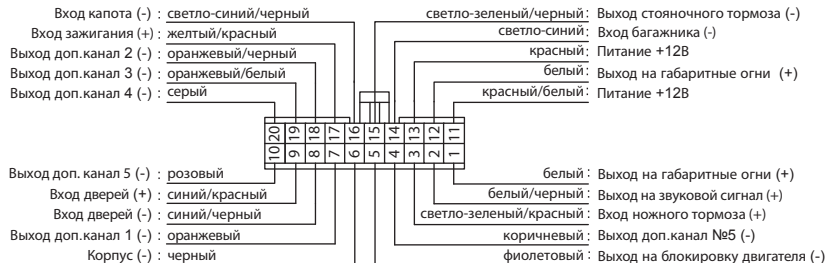 Вход капота (-) : светло-синий/черный
Вход зажигания (+) : желтый/красный
Выход доп.канал 2 (-) : оранжевый/черный
Выход доп.канал 3 (-) : оранжевый/белый
Выход доп.канал 4 (-) : серый
светло-зеленый/черный : Выход стояночного тормоза (-)
светло-синий : Вход багажника (-)
красный : Питание +12В
белый : Выход на габаритные огни (+)
красный/белый : Питание +12В
20 19 18 17 16 15 14 13 12 11
10 9 8 7 6 5 4 3 2 1
Выход доп. канал 5 (-) : розовый
Вход дверей (+) : синий/красный
Вход дверей (-) : синий/черный
Выход доп.канал 1 (-) : оранжевый
Корпус (-) : черный
белый : Выход на габаритные огни (+)
белый/черный : Выход на звуковой сигнал (+)
светло-зеленый/красный : Вход ножного тормоза (+)
коричневый : Выход доп.канал №5 (-)
фиолетовый : Выход на блокировку двигателя (-)